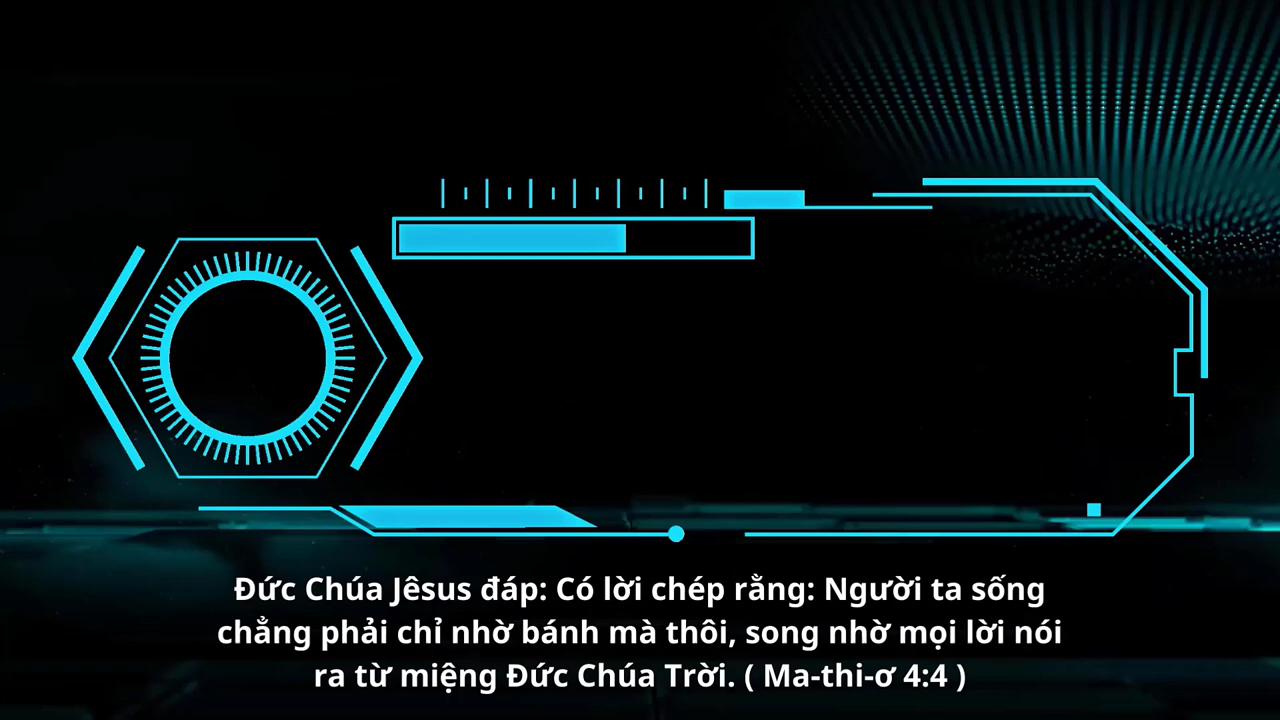 Đức Chúa Jêsus đáp: Có lời chép rằng: Người ta sống
chẳng phải chỉ nhờ bánh mà thôi, song nhờ mọi lời nói
ra từ miệng Đức Chúa Trời. ( Ma-thi-ơ 4:4 )